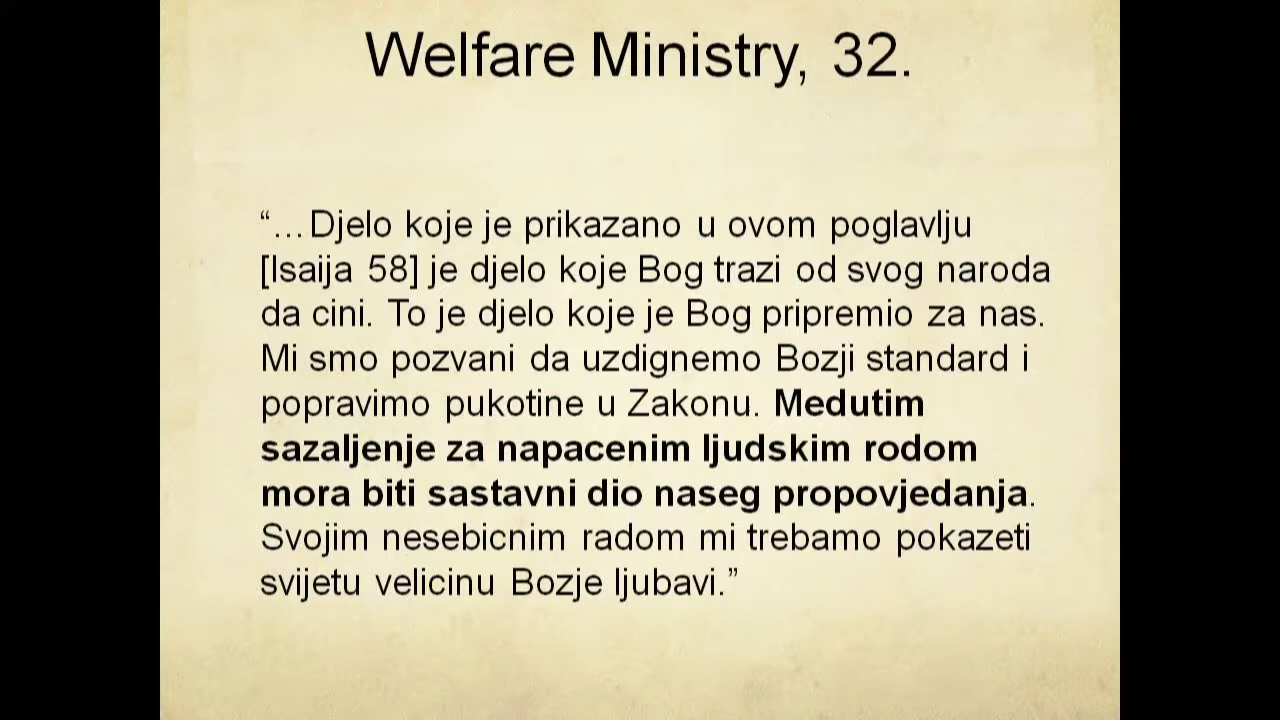 Welfare Ministry, 32.
“…Djelo koje je prikazano u ovom poglavlju
[Isaija 58] je djelo koje Bog trazi od svog naroda
da cini. To je djelo koje je Bog pripremio za nas.
Mi smo pozvani da uzdignemo Bozji standard i
popravimo pukotine u Zakonu. Medutim
sazaljenje za napacenim ljudskim rodom
mora biti sastavni dio naseg propovjedanja.
Svojim nesebicnim radom mi trebamo pokazeti
svijetu velicinu Bozje ljubavi.”